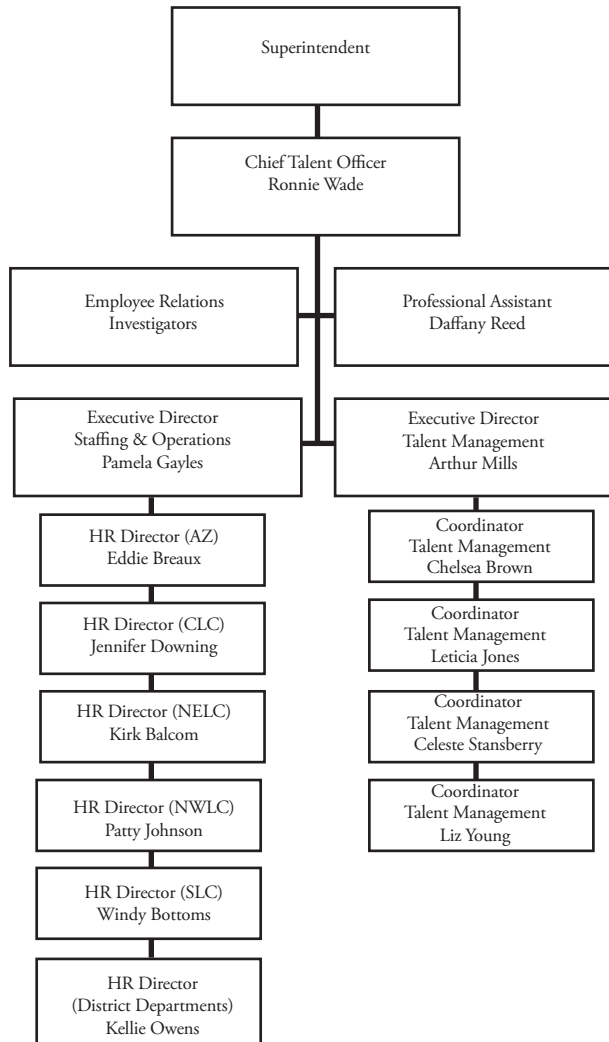 Superintendent
Chief Talent Officer
Ronnie Wade
Employee Relations
Investigators
Professional Assistant
Daffany Reed
Executive Director
Staffing & Operations
Pamela Gayles
Executive Director
Talent Management
Arthur Mills
HR Director (AZ)
Eddie Breaux
HR Director (CLC)
Jennifer Downing
HR Director (NELC)
Kirk Balcom
HR Director (NWLC)
Patty Johnson
HR Director (SLC)
Windy Bottoms
HR Director
(District Departments)
Kellie Owens
Coordinator
Talent Management
Chelsea Brown
Coordinator
Talent Management
Leticia Jones
Coordinator
Talent Management
Celeste Stansberry
Coordinator
Talent Management
Liz Young